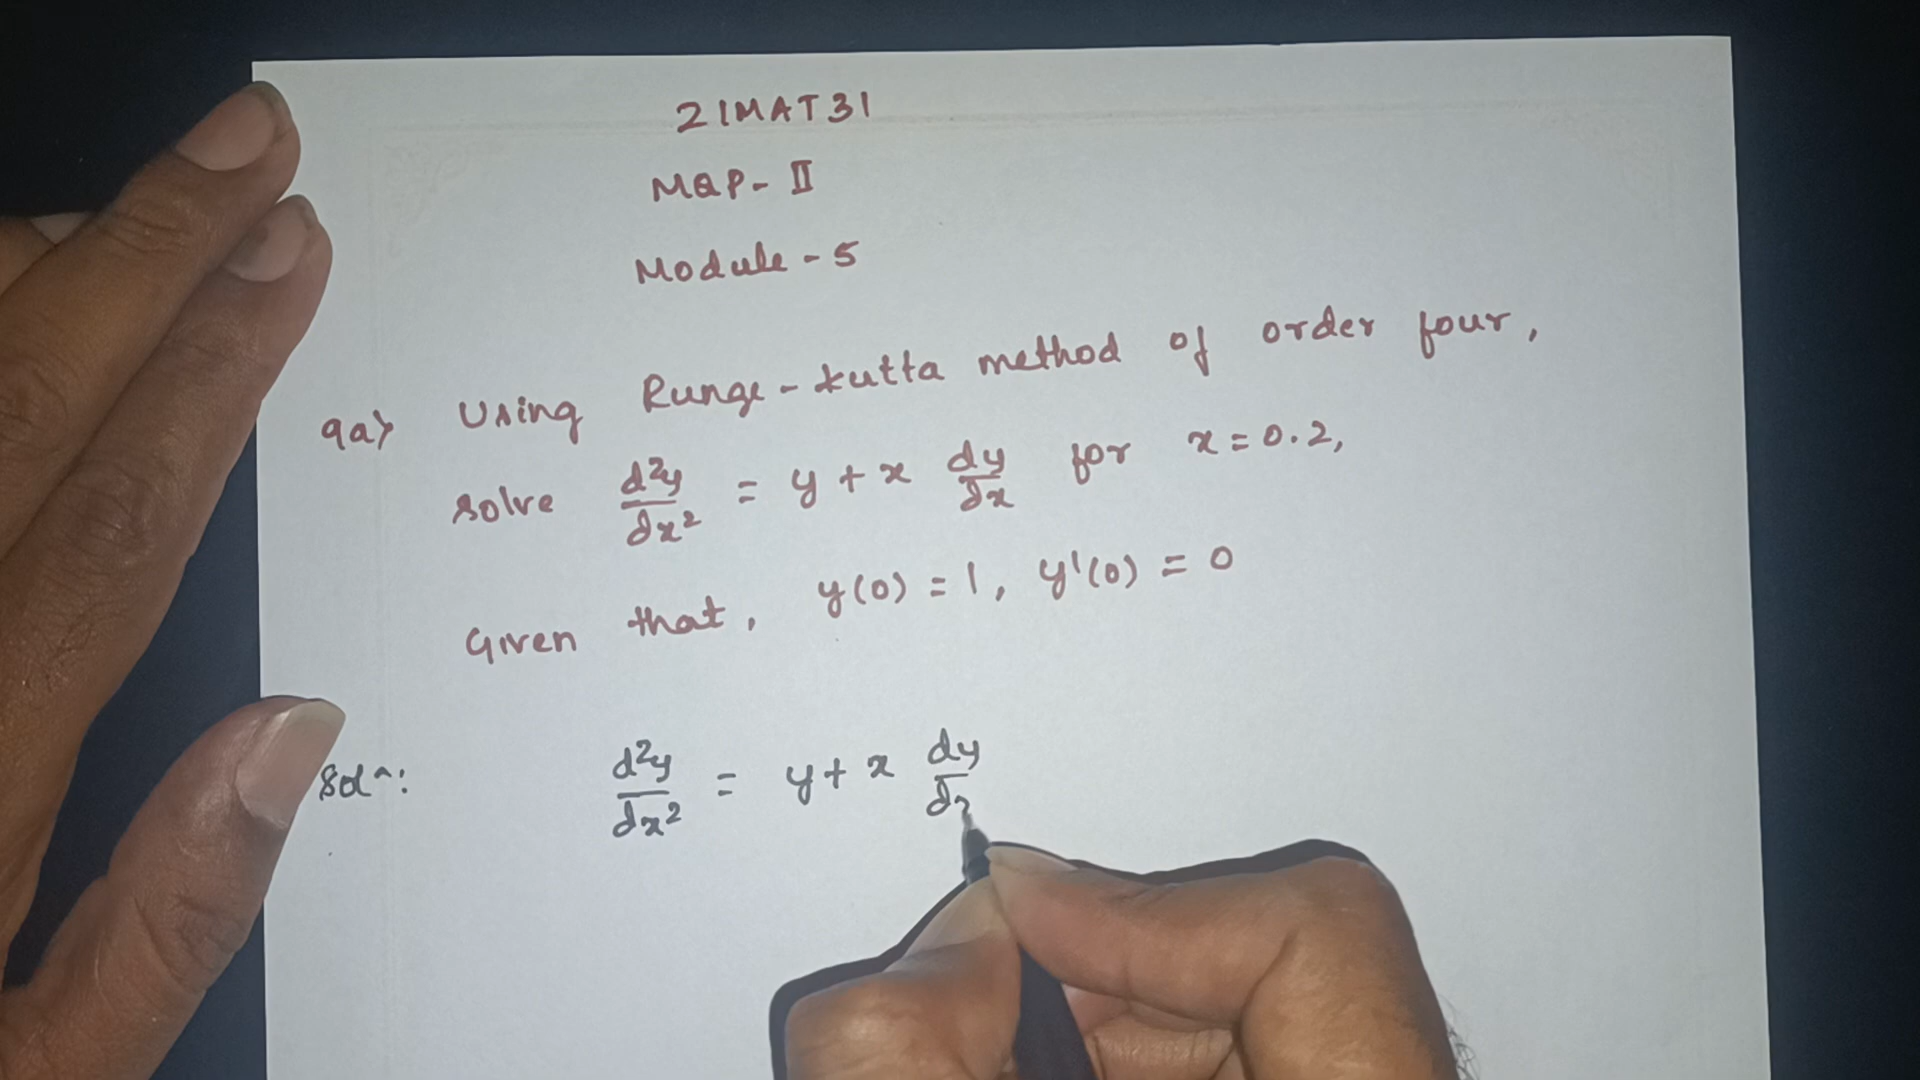 21MAT31
MQP- II
Module - 5
9a) Using Runge - kutta method of order four,
solve d²y/dx² = y + x dy/dx for x = 0.2,
Given that, y(0) = 1, y'(0) = 0
Solⁿ: d²y/dx² = y + x dy/dx